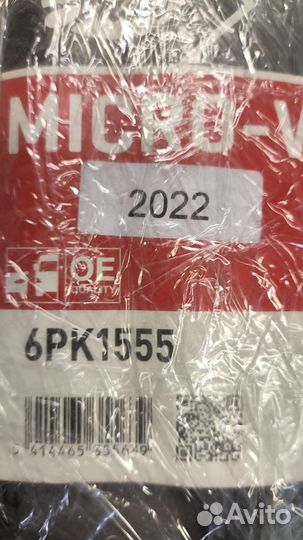 MICRO-V
2022
OE
QUALITY
6PK1555
Avito